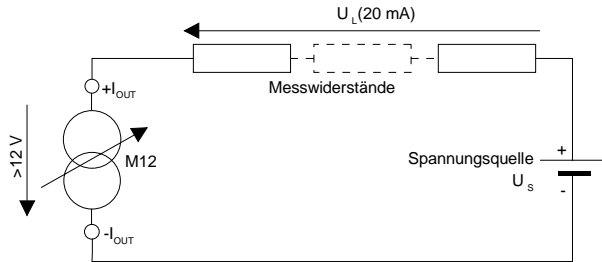 U_L(20 mA)
+I_OUT
Messwiderstände
>12 V
M12
Spannungsquelle
U_S
+
-
-I_OUT